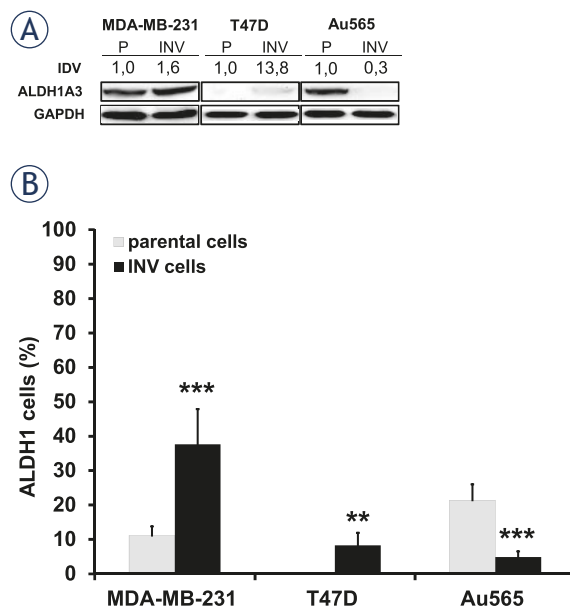 A
MDA-MB-231 T47D Au565
P INV P INV P INV
IDV 1,0 1,6 1,0 13,8 1,0 0,3
ALDH1A3
GAPDH
B
100
90
80
70
60
50
40
30
20
10
0
ALDH1 cells (%)
parental cells
INV cells
***
**
***
MDA-MB-231 T47D Au565